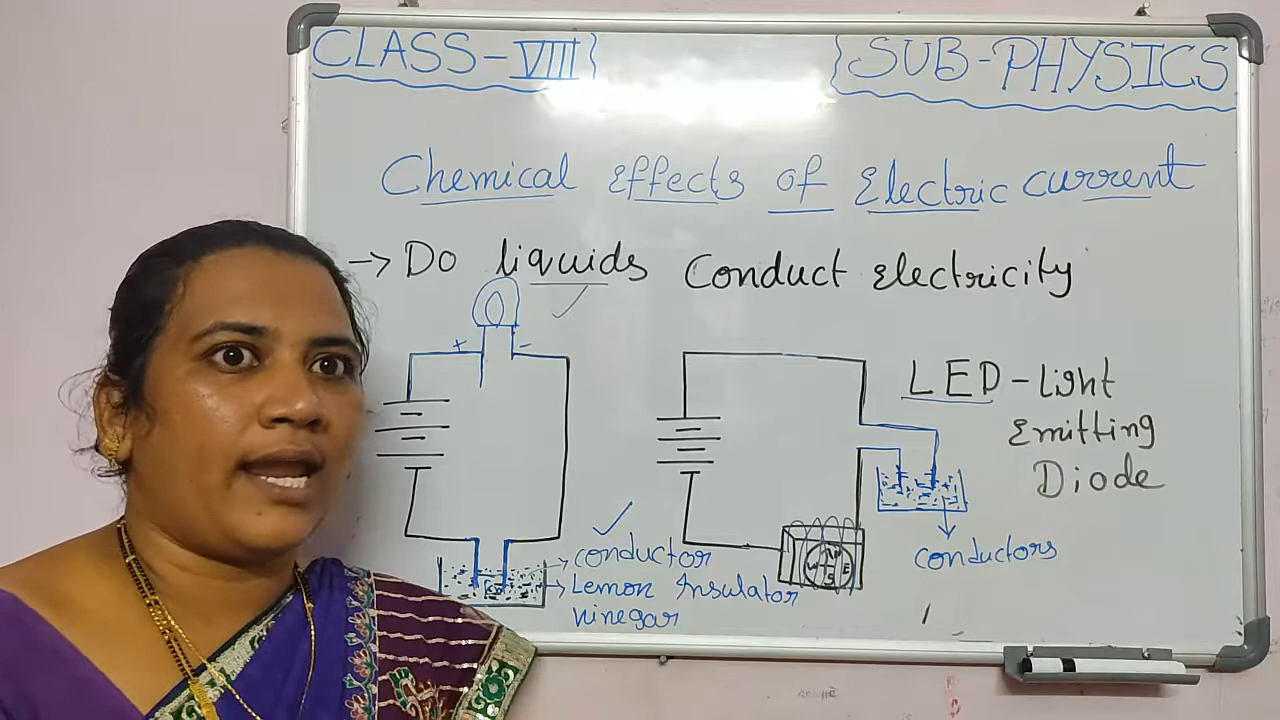 CLASS-VIII
SUB-PHYSICS
Chemical Effects of Electric current
→ Do liquids Conduct Electricity
+ -
LED - Light
Emitting
Diode
conductor
Lemon Insulator
vinegar
conductors
W E
S